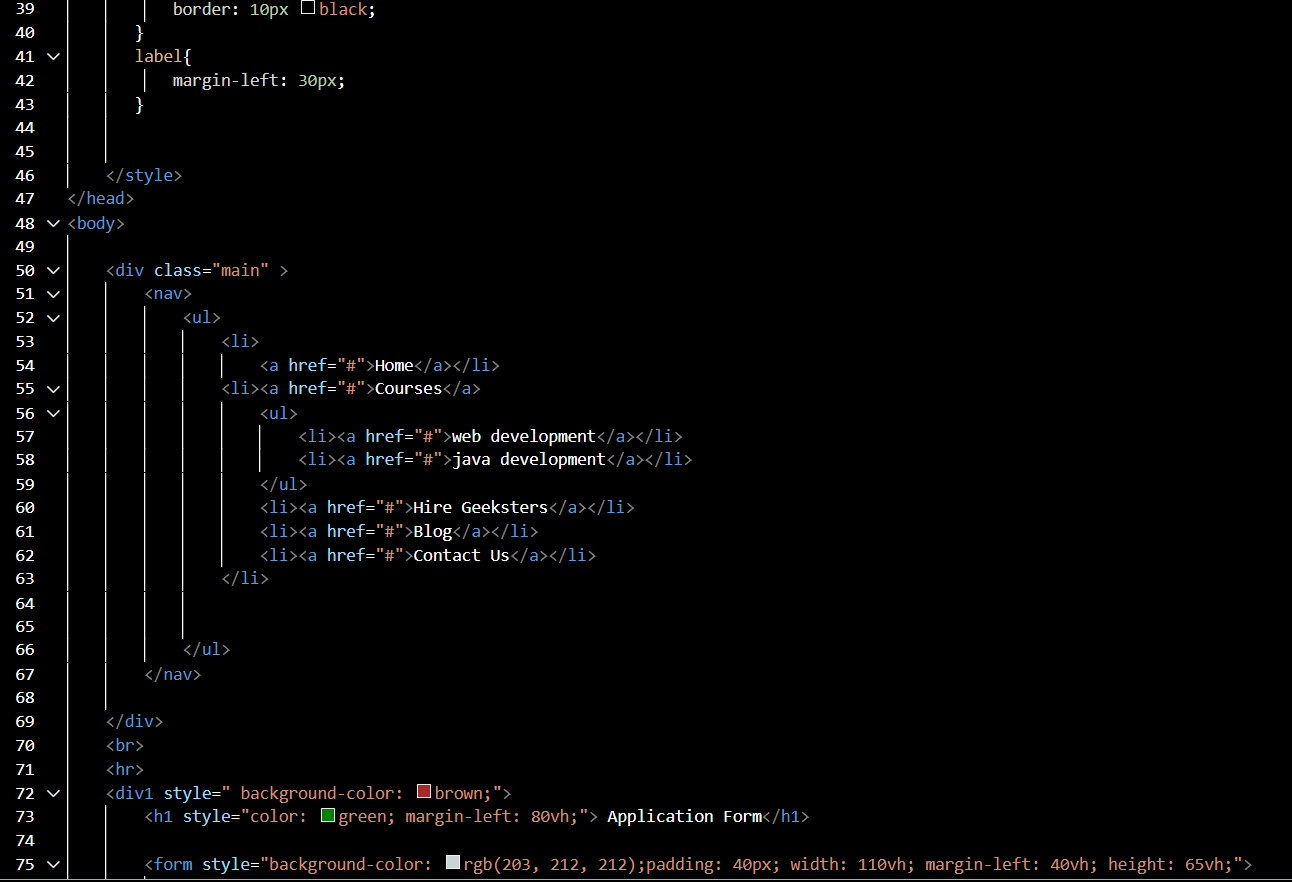 39 border: 10px black;
40 }
41 label{
42 margin-left: 30px;
43 }
44
45
46 </style>
47 </head>
48 <body>
49
50 <div class="main" >
51 <nav>
52 <ul>
53 <li>
54 <a href="#">Home</a></li>
55 <li><a href="#">Courses</a>
56 <ul>
57 <li><a href="#">web development</a></li>
58 <li><a href="#">java development</a></li>
59 </ul>
60 <li><a href="#">Hire Geeksters</a></li>
61 <li><a href="#">Blog</a></li>
62 <li><a href="#">Contact Us</a></li>
63 </li>
64
65
66 </ul>
67 </nav>
68
69 </div>
70 <br>
71 <hr>
72 <div1 style=" background-color: brown;">
73 <h1 style="color: green; margin-left: 80vh;"> Application Form</h1>
74
75 <form style="background-color: rgb(203, 212, 212);padding: 40px; width: 110vh; margin-left: 40vh; height: 65vh;">